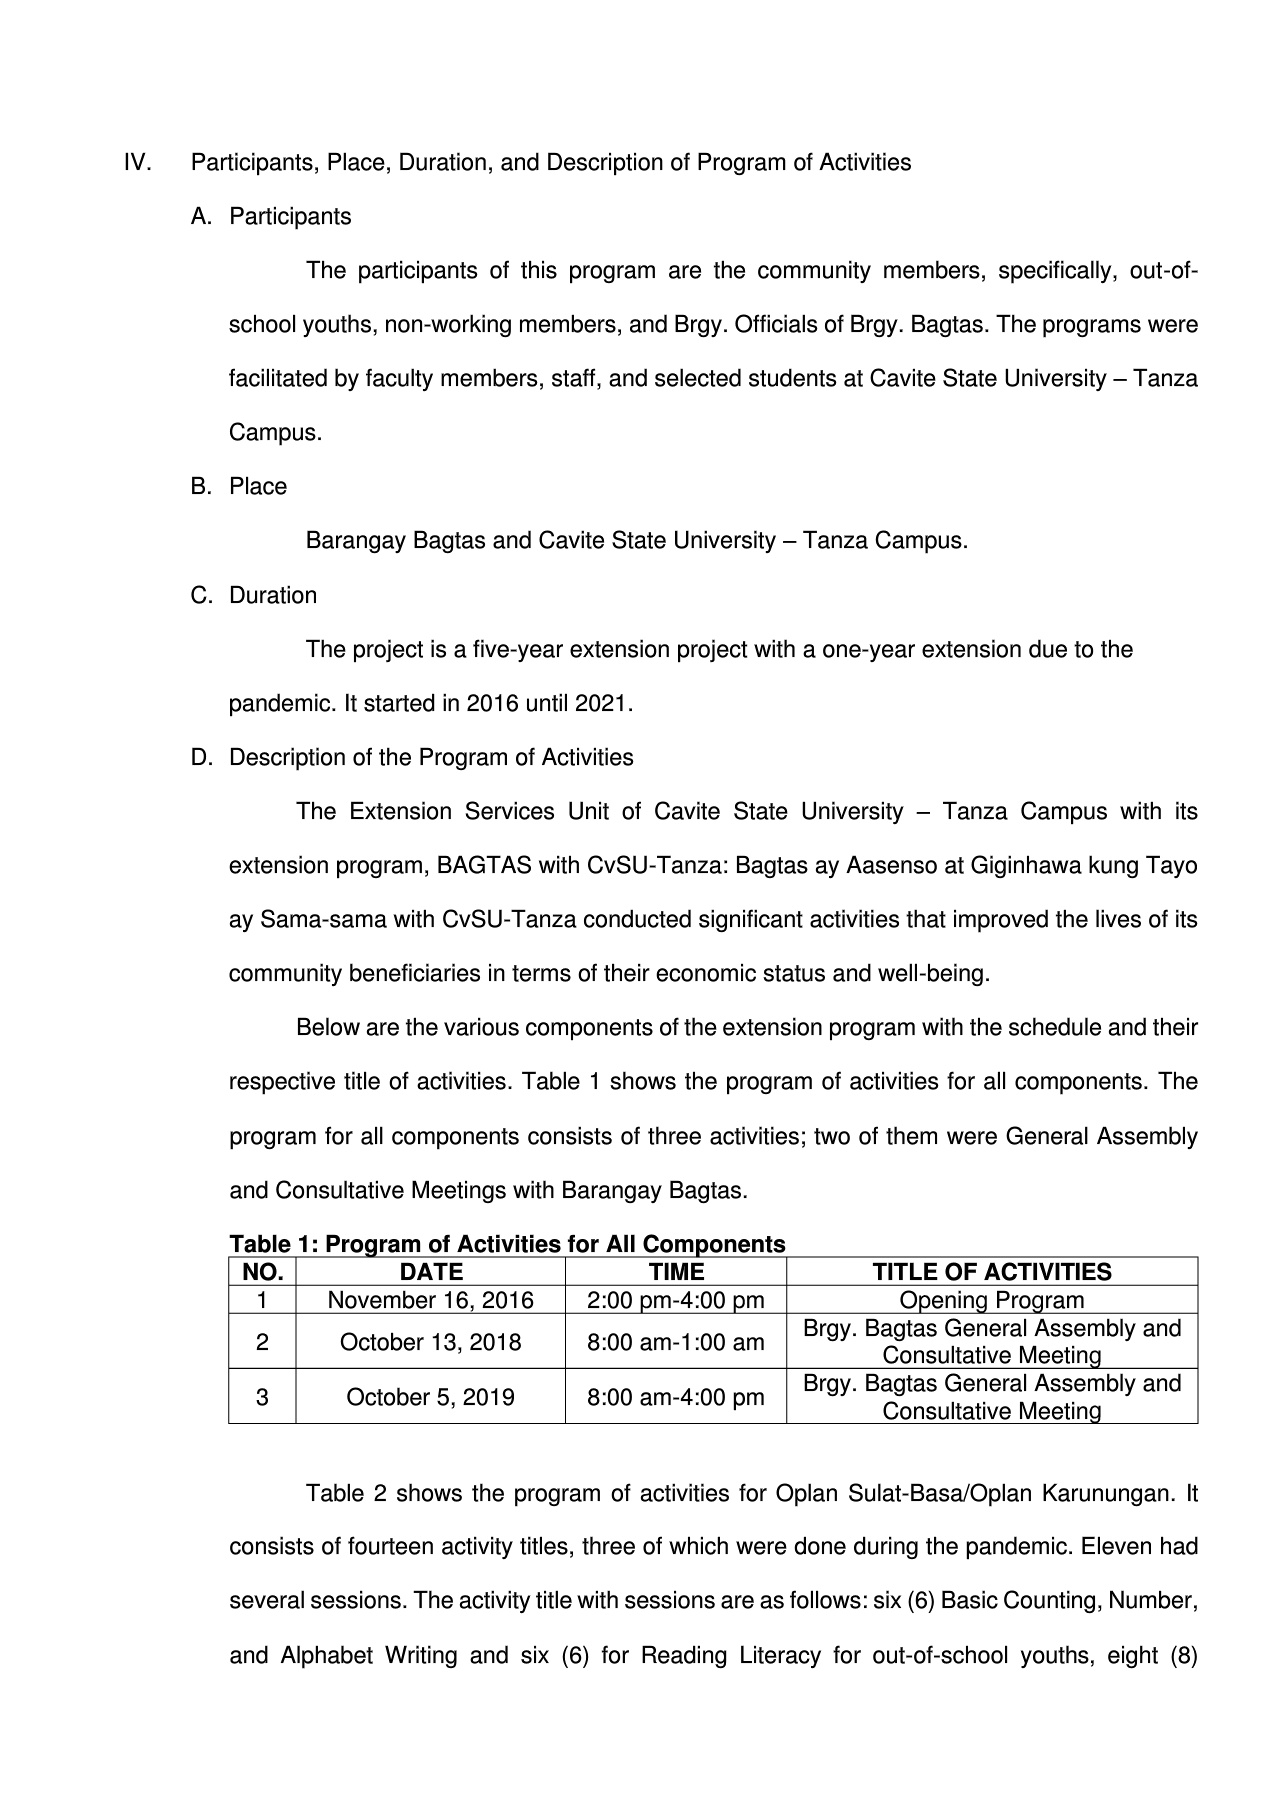 IV. Participants, Place, Duration, and Description of Program of Activities
A. Participants
The participants of this program are the community members, specifically, out-of-
school youths, non-working members, and Brgy. Officials of Brgy. Bagtas. The programs were
facilitated by faculty members, staff, and selected students at Cavite State University – Tanza
Campus.
B. Place
Barangay Bagtas and Cavite State University – Tanza Campus.
C. Duration
The project is a five-year extension project with a one-year extension due to the
pandemic. It started in 2016 until 2021.
D. Description of the Program of Activities
The Extension Services Unit of Cavite State University – Tanza Campus with its
extension program, BAGTAS with CvSU-Tanza: Bagtas ay Aasenso at Giginhawa kung Tayo
ay Sama-sama with CvSU-Tanza conducted significant activities that improved the lives of its
community beneficiaries in terms of their economic status and well-being.
Below are the various components of the extension program with the schedule and their
respective title of activities. Table 1 shows the program of activities for all components. The
program for all components consists of three activities; two of them were General Assembly
and Consultative Meetings with Barangay Bagtas.
Table 1: Program of Activities for All Components
NO. DATE TIME TITLE OF ACTIVITIES
1 November 16, 2016 2:00 pm-4:00 pm Opening Program
2 October 13, 2018 8:00 am-1:00 am Brgy. Bagtas General Assembly and
Consultative Meeting
3 October 5, 2019 8:00 am-4:00 pm Brgy. Bagtas General Assembly and
Consultative Meeting
Table 2 shows the program of activities for Oplan Sulat-Basa/Oplan Karunungan. It
consists of fourteen activity titles, three of which were done during the pandemic. Eleven had
several sessions. The activity title with sessions are as follows: six (6) Basic Counting, Number,
and Alphabet Writing and six (6) for Reading Literacy for out-of-school youths, eight (8)